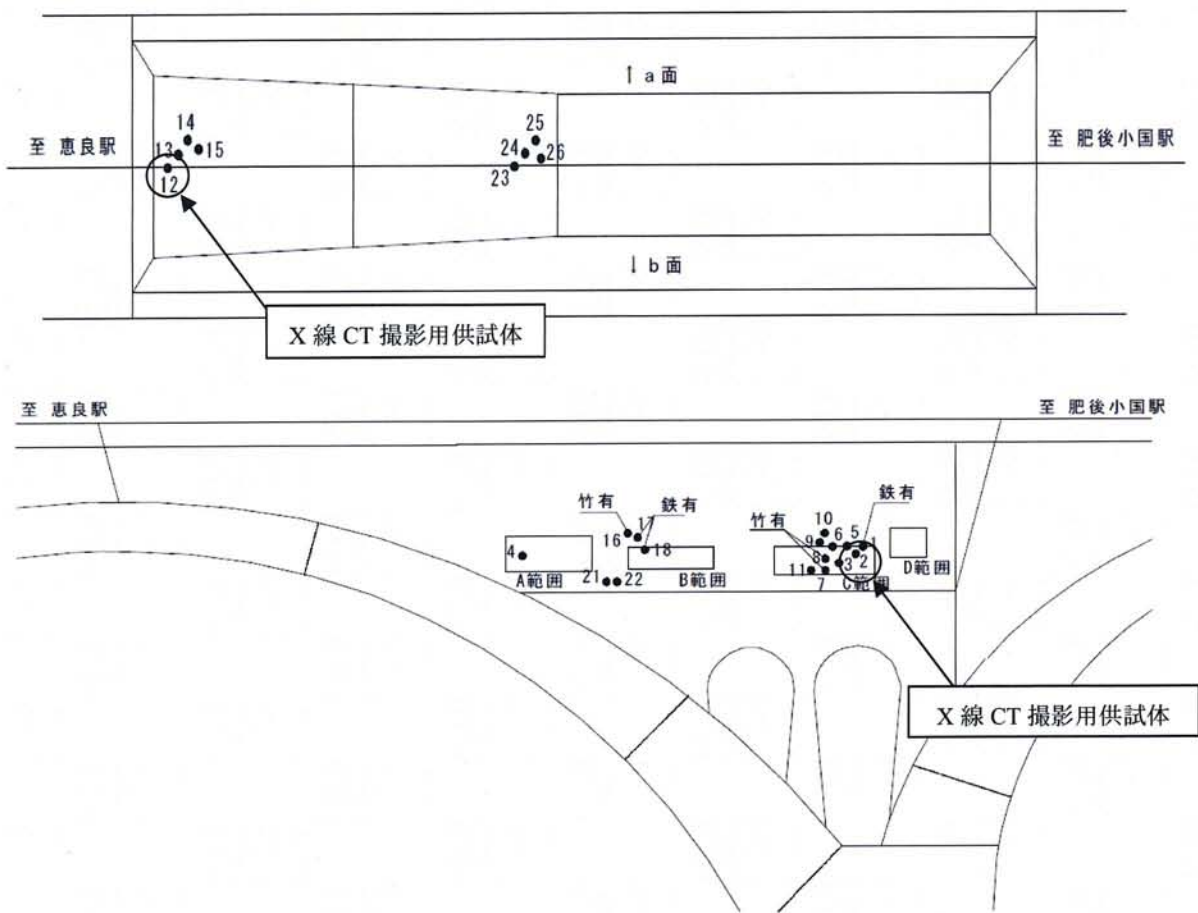 ↑ a 面
25
14
至 恵良駅
24
至 肥後小国駅
13
15
26
12
23
↓ b 面
X 線 CT 撮影用供試体
至 恵良駅
至 肥後小国駅
竹有
17
鉄有
鉄有
竹有
10
16
9
6
5
1
18
4
8
2
3
D範囲
A範囲
B範囲
11
C範囲
21
22
7
X 線 CT 撮影用供試体